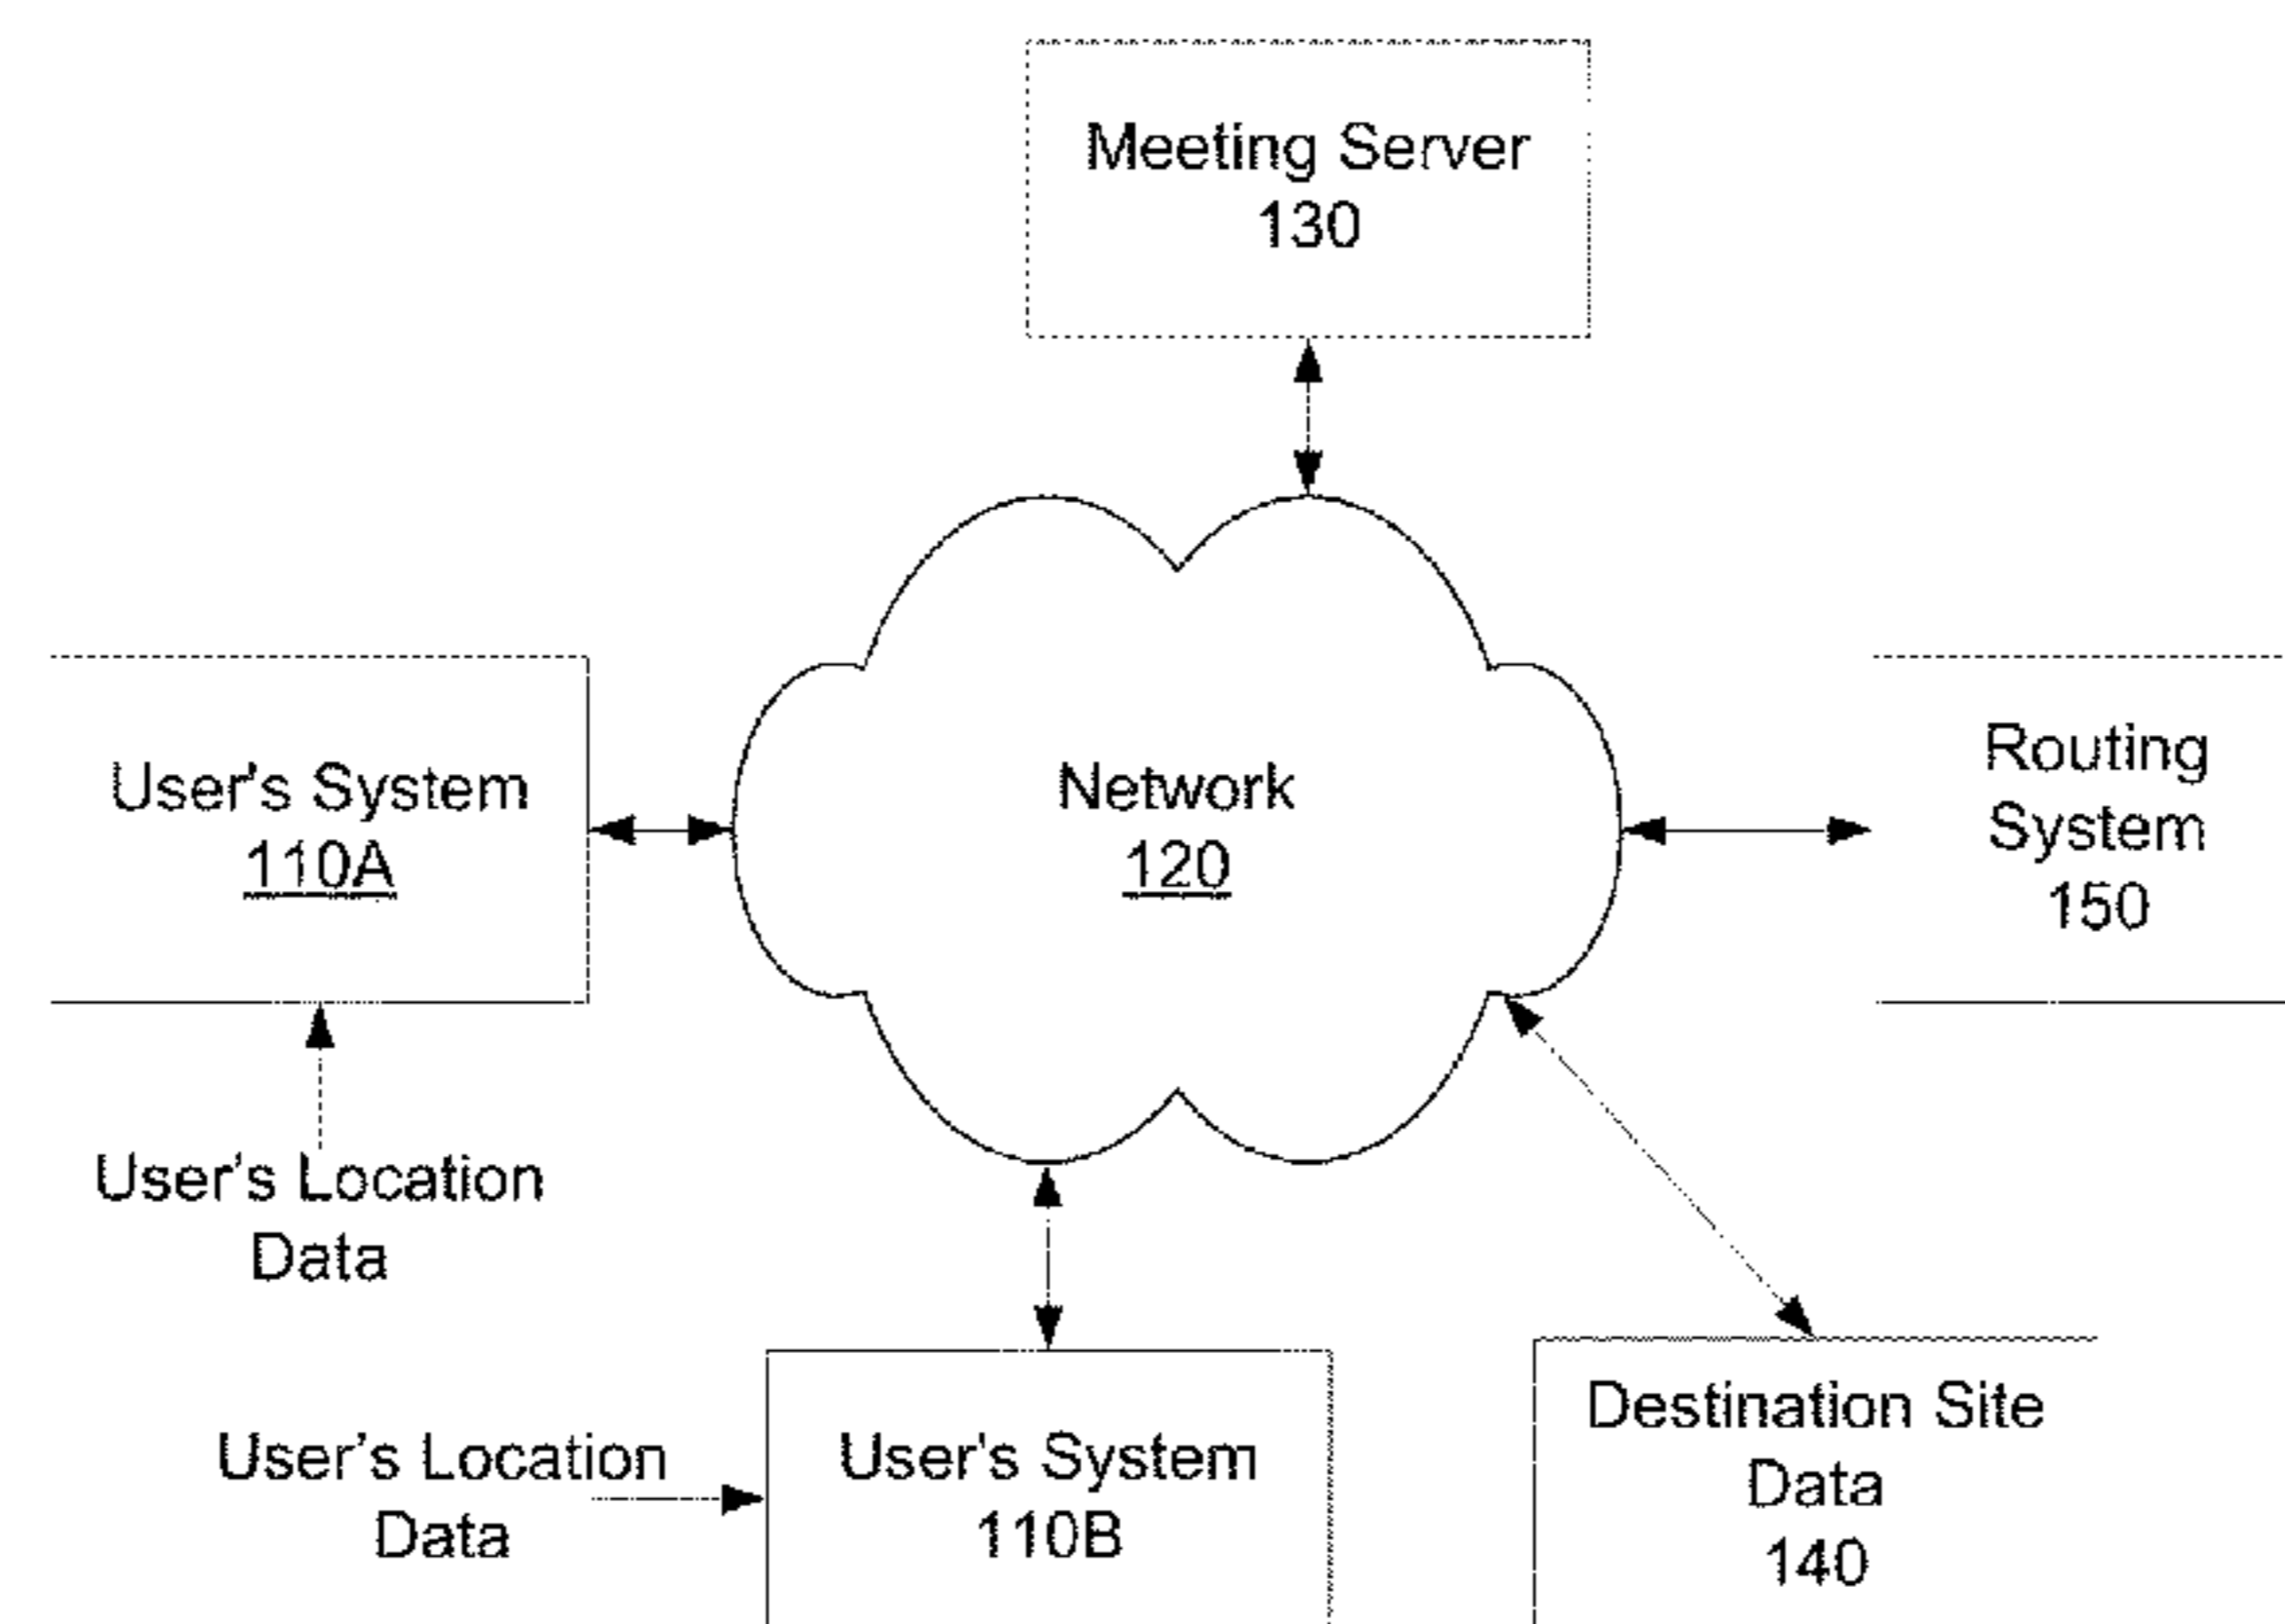 Meeting Server
130
User's System
110A
Network
120
Routing
System
150
User's Location
Data
User's Location
Data
User's System
110B
Destination Site
Data
140